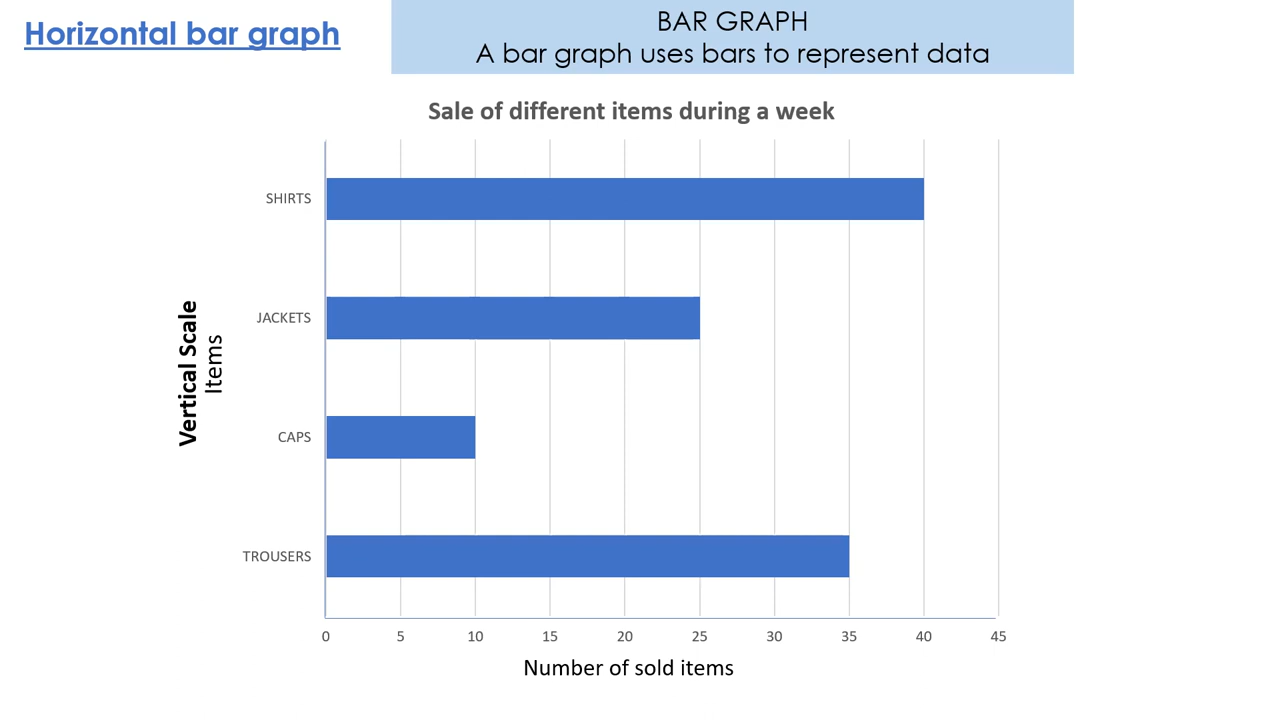 Horizontal bar graph
BAR GRAPH
A bar graph uses bars to represent data
Sale of different items during a week
SHIRTS
JACKETS
CAPS
TROUSERS
Vertical Scale
Items
0 5 10 15 20 25 30 35 40 45
Number of sold items